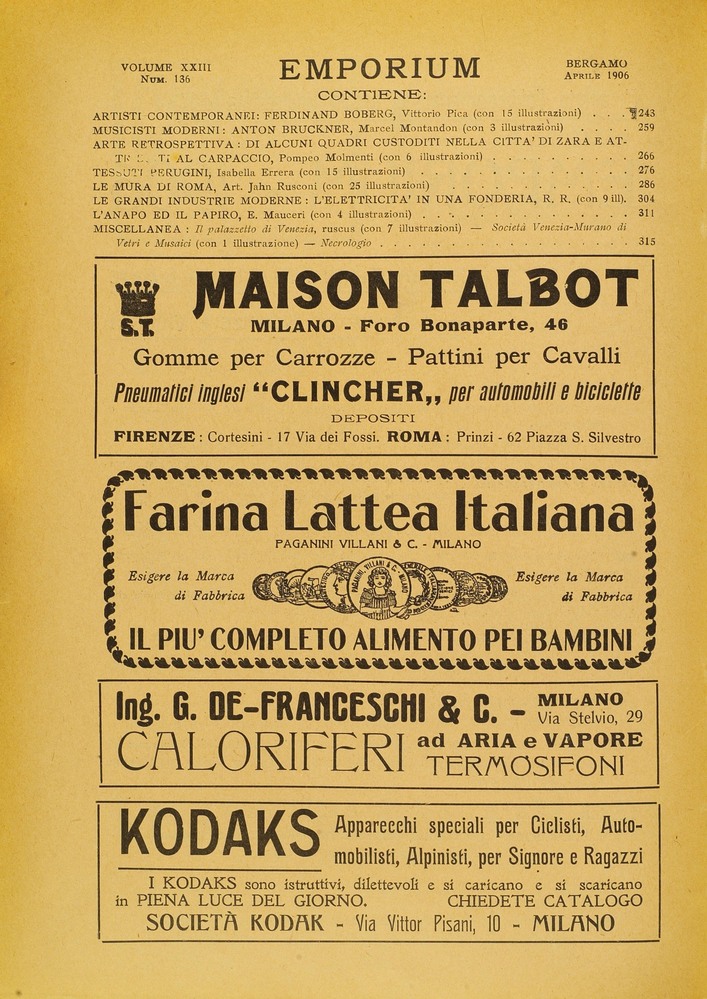 VOLUME XXIII
NUM. 136
EMPORIUM
BERGAMO
APRILE 1906
CONTIENE:
ARTISTI CONTEMPORANEI: FERDINAND BOBERG, Vittorio Pica (con 15 illustrazioni) . . . 243
MUSICISTI MODERNI: ANTON BRUCKNER, Marcel Montandon (con 3 illustrazioni) . . . . 259
ARTE RETROSPETTIVA: DI ALCUNI QUADRI CUSTODITI NELLA CITTA' DI ZARA E AT-
AL CARPACCIO, Pompeo Molmenti (con 6 illustrazioni) . . . . . . . . . . . 266
TESSUTI PERUGINI, Isabella Errera (con 15 illustrazioni) . . . . . . . . . . . . . . . . . 276
LE MURA DI ROMA, Art. Jahn Rusconi (con 25 illustrazioni) . . . . . . . . . . . . . . 286
LE GRANDI INDUSTRIE MODERNE: L'ELETTRICITA' IN UNA FONDERIA, R. R. (con 9 ill). 304
L'ANAPO ED IL PAPIRO, E. Mauceri (con 4 illustrazioni) . . . . . . . . . . . . . . . . 311
MISCELLANEA: Il palazzetto di Venezia, ruscus (con 7 illustrazioni) — Società Venezia-Murano di
Vetri e Musaici (con 1 illustrazione) — Necrologio . . . . . . . . . . . . . . . . . . . 315
S.T.
MAISON TALBOT
MILANO - Foro Bonaparte, 46
Gomme per Carrozze - Pattini per Cavalli
Pneumatici inglesi “CLINCHER„ per automobili e biciclette
DEPOSITI
FIRENZE: Cortesini - 17 Via dei Fossi. ROMA: Prinzi - 62 Piazza S. Silvestro
Farina Lattea Italiana
PAGANINI VILLANI & C. - MILANO
Esigere la Marca
di Fabbrica
PAGANINI, VILLANI & C. - MILANO
Esigere la Marca
di Fabbrica
IL PIU' COMPLETO ALIMENTO PEI BAMBINI
Ing. G. DE-FRANCESCHI & C. - MILANO
Via Stelvio, 29
CALORIFERI ad ARIA e VAPORE
TERMOSIFONI
KODAKS
Apparecchi speciali per Ciclisti, Auto-
mobilisti, Alpinisti, per Signore e Ragazzi
I KODAKS sono istruttivi, dilettevoli e si caricano e si scaricano
in PIENA LUCE DEL GIORNO. CHIEDETE CATALOGO
SOCIETÀ KODAK - Via Vittor Pisani, 10 - MILANO